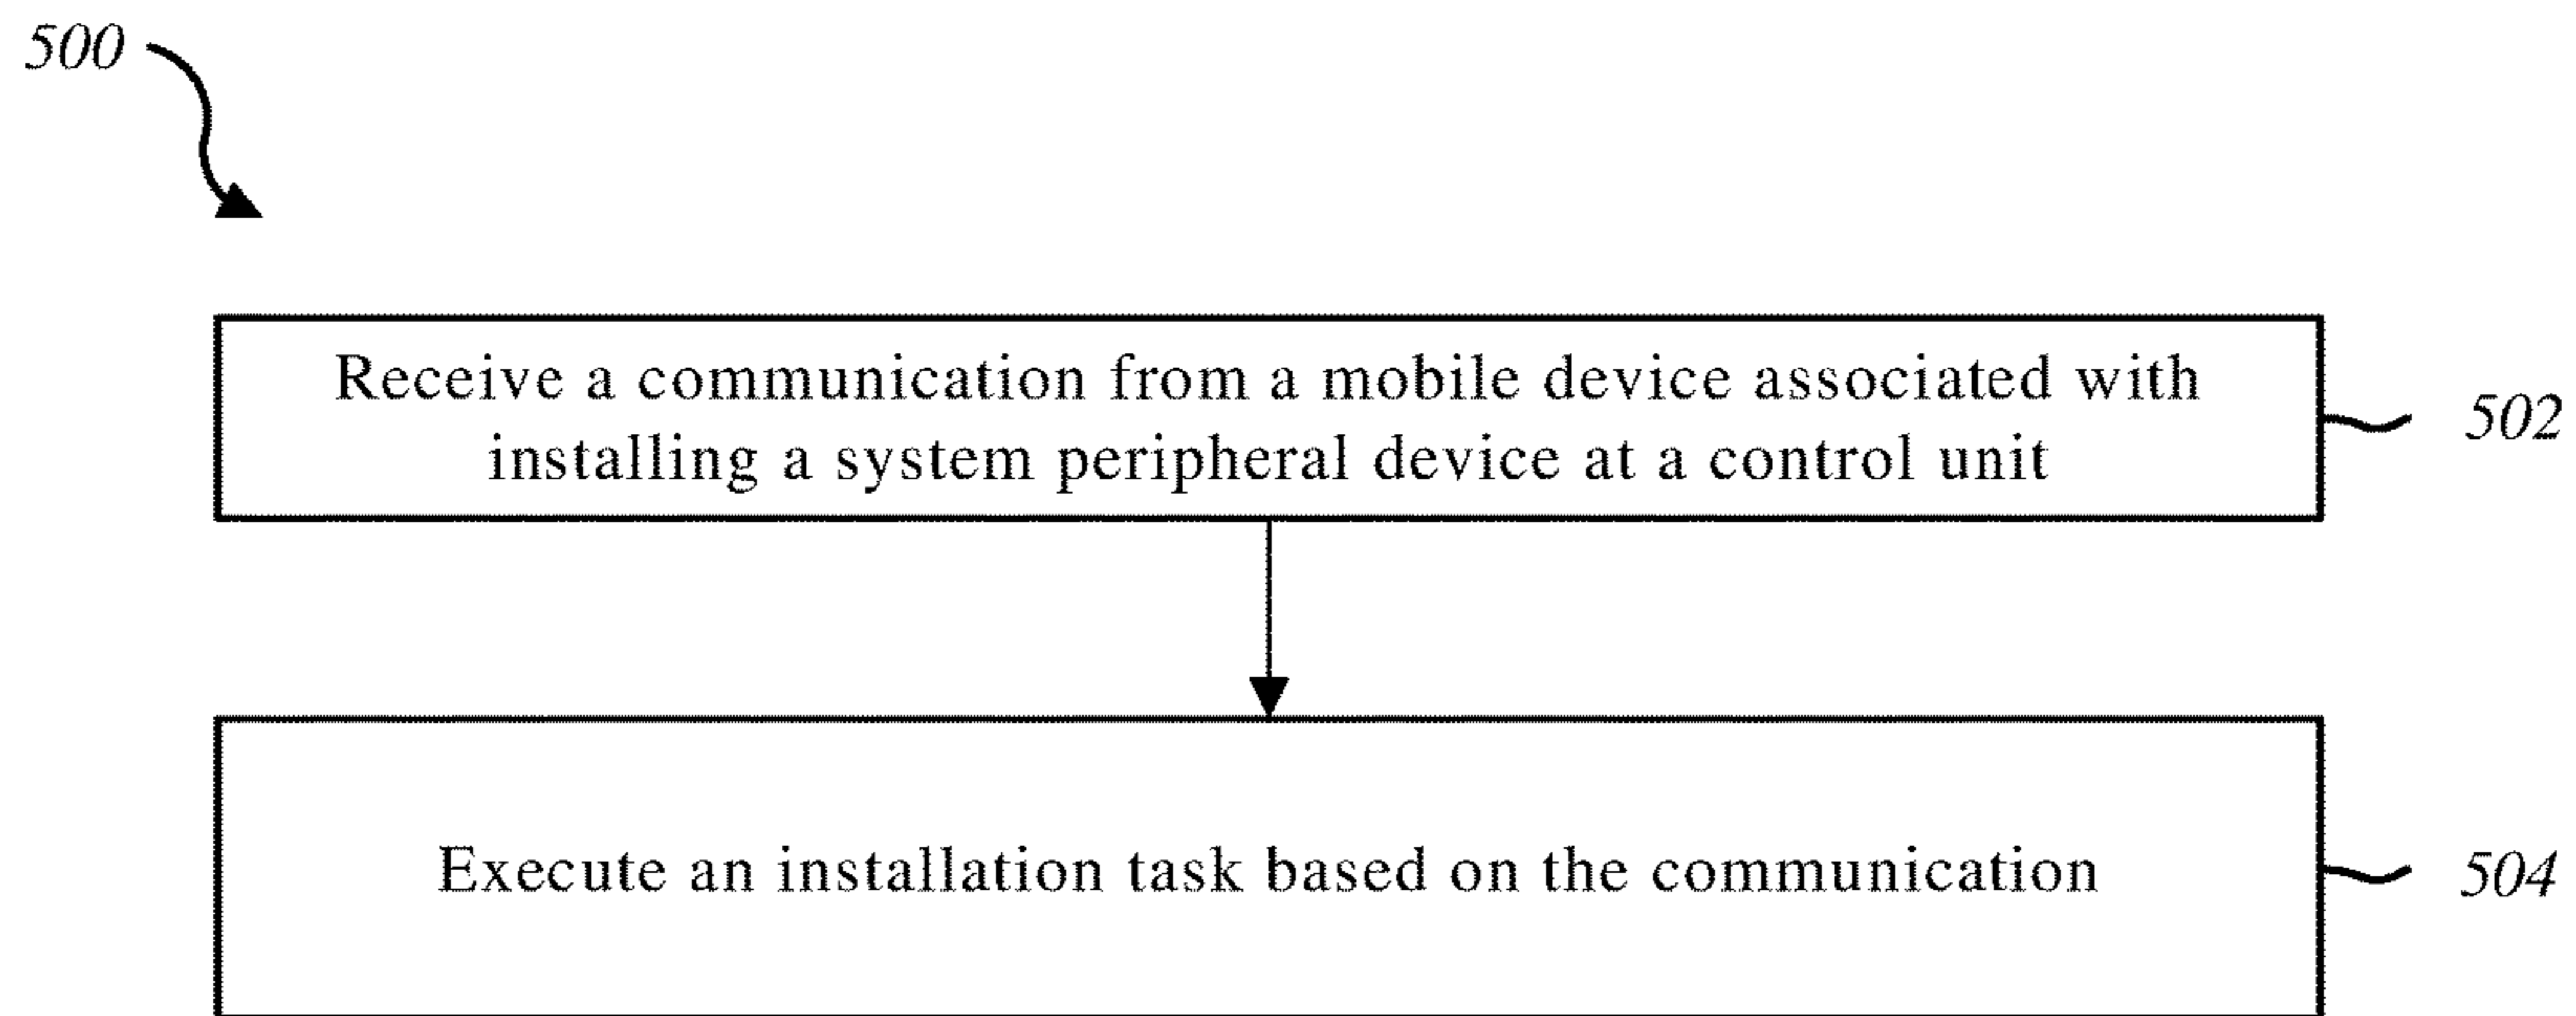 500
Receive a communication from a mobile device associated with
installing a system peripheral device at a control unit
502
Execute an installation task based on the communication
504